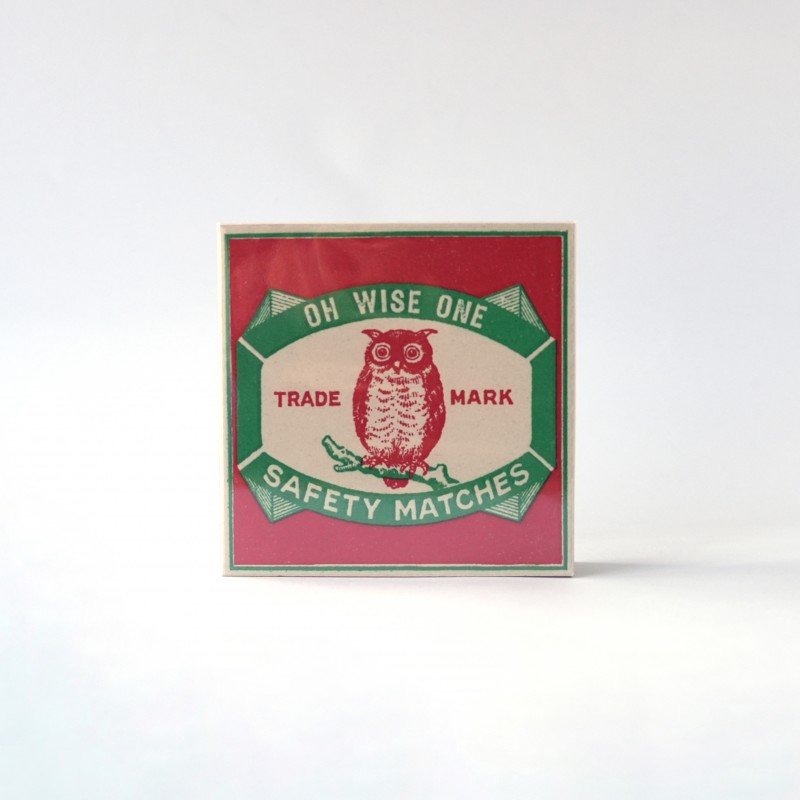 OH WISE ONE
TRADE MARK
SAFETY MATCHES